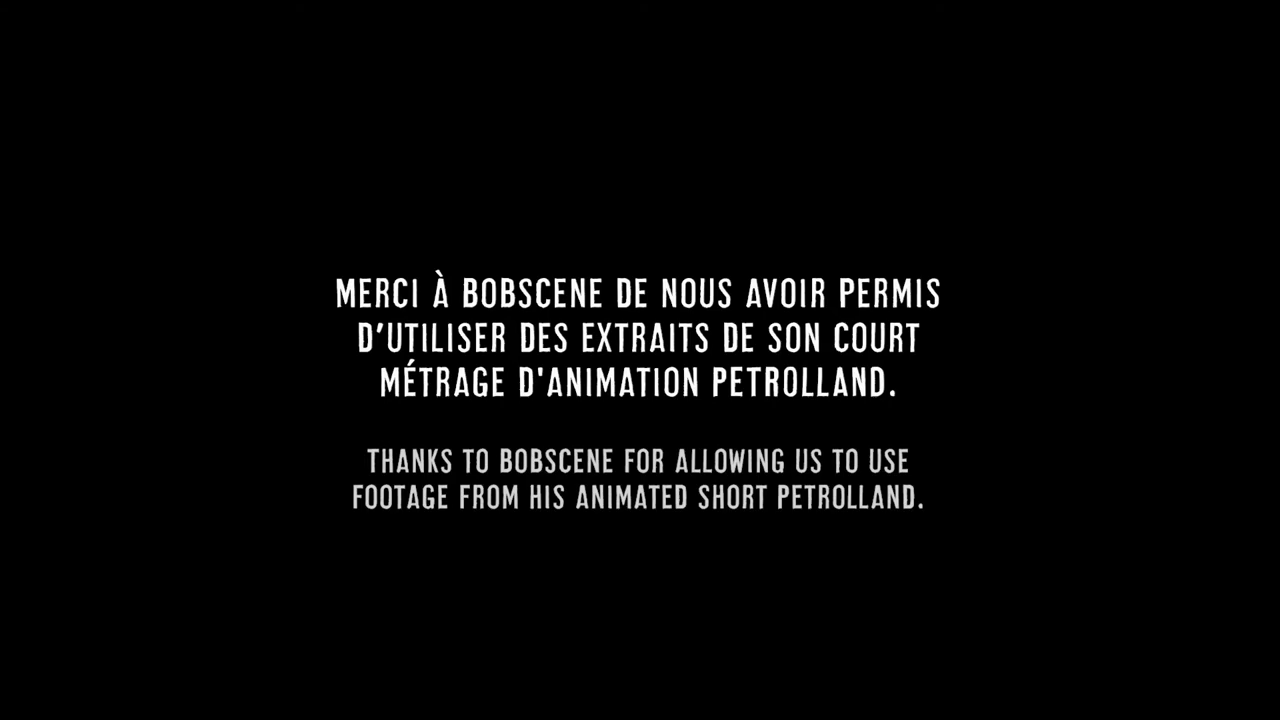 MERCI À BOBSCENE DE NOUS AVOIR PERMIS
D’UTILISER DES EXTRAITS DE SON COURT
MÉTRAGE D'ANIMATION PETROLLAND.
THANKS TO BOBSCENE FOR ALLOWING US TO USE
FOOTAGE FROM HIS ANIMATED SHORT PETROLLAND.